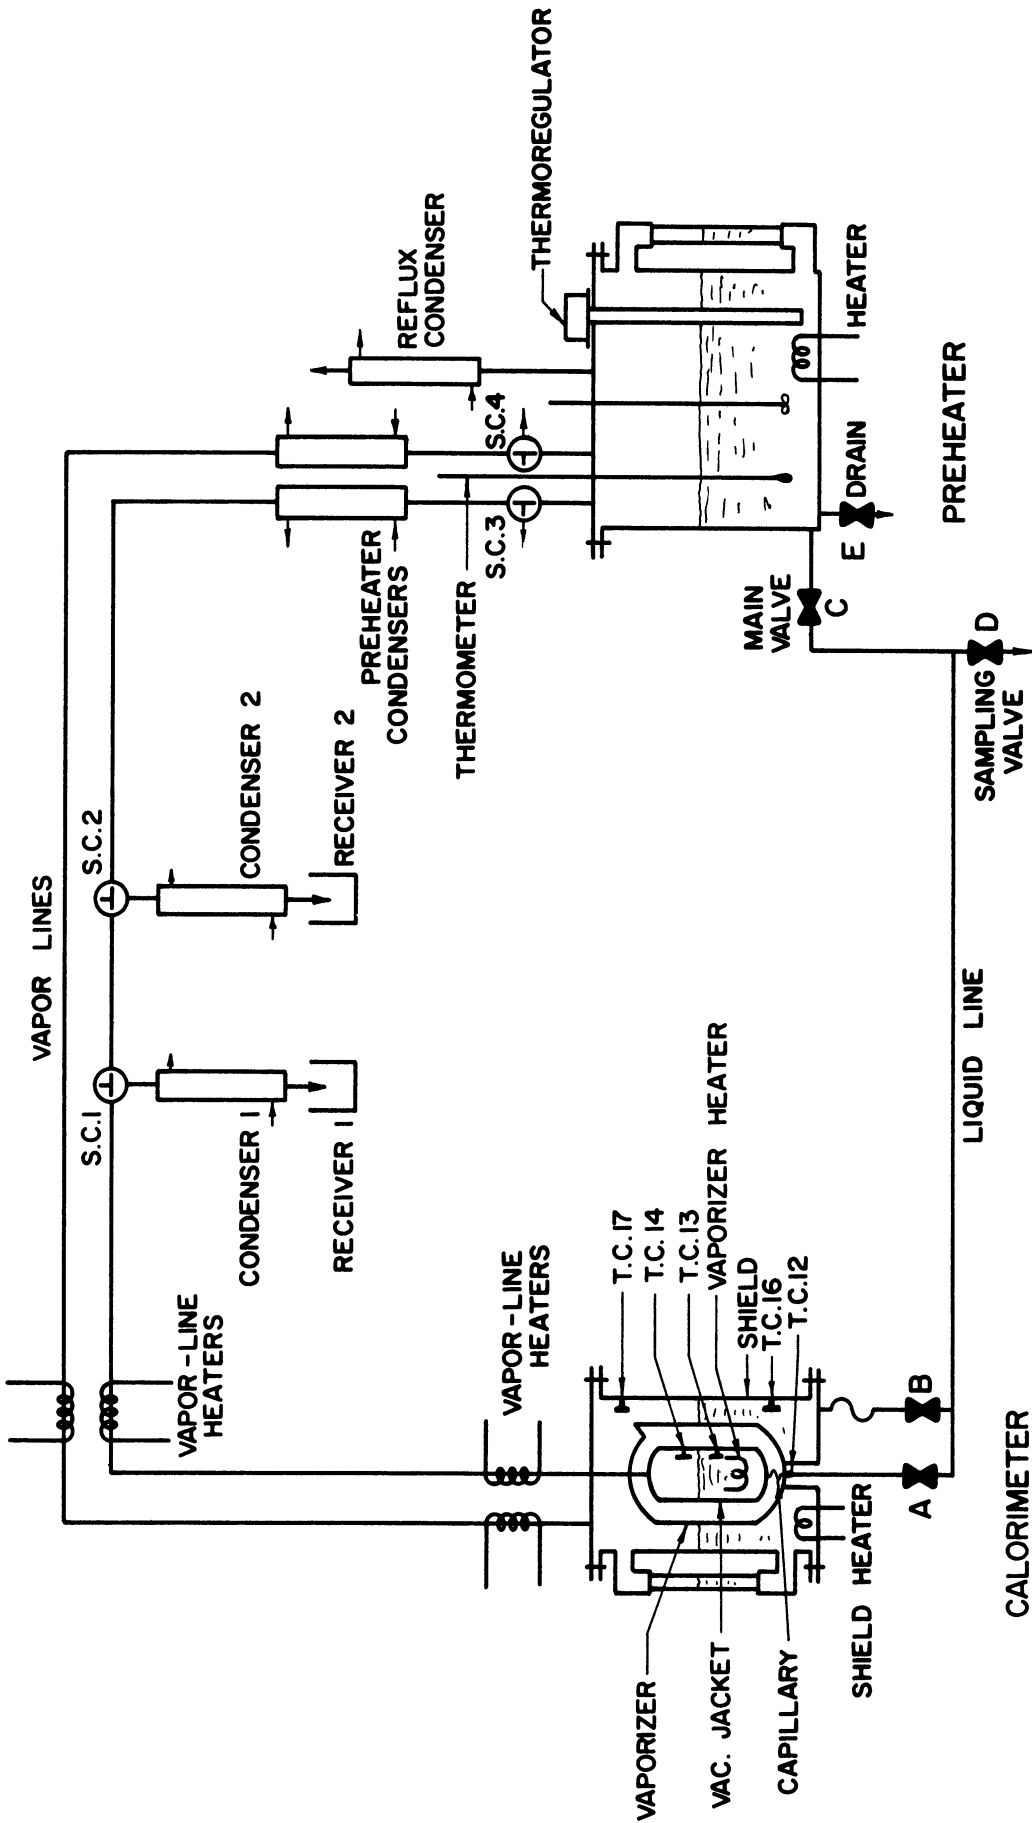 VAPOR LINES
S.C.1
S.C.2
VAPOR-LINE
HEATERS
CONDENSER 1
CONDENSER 2
RECEIVER 1
RECEIVER 2
PREHEATER
CONDENSERS
REFLUX
CONDENSER
THERMOMETER
S.C.3
S.C.4
THERMOREGULATOR
VAPOR-LINE
HEATERS
T.C.17
T.C.14
T.C.13
VAPORIZER HEATER
SHIELD
T.C.16
T.C.12
VAPORIZER
VAC. JACKET
CAPILLARY
SHIELD HEATER
A
B
MAIN
VALVE
C
E
DRAIN
HEATER
PREHEATER
LIQUID LINE
SAMPLING
VALVE
D
CALORIMETER